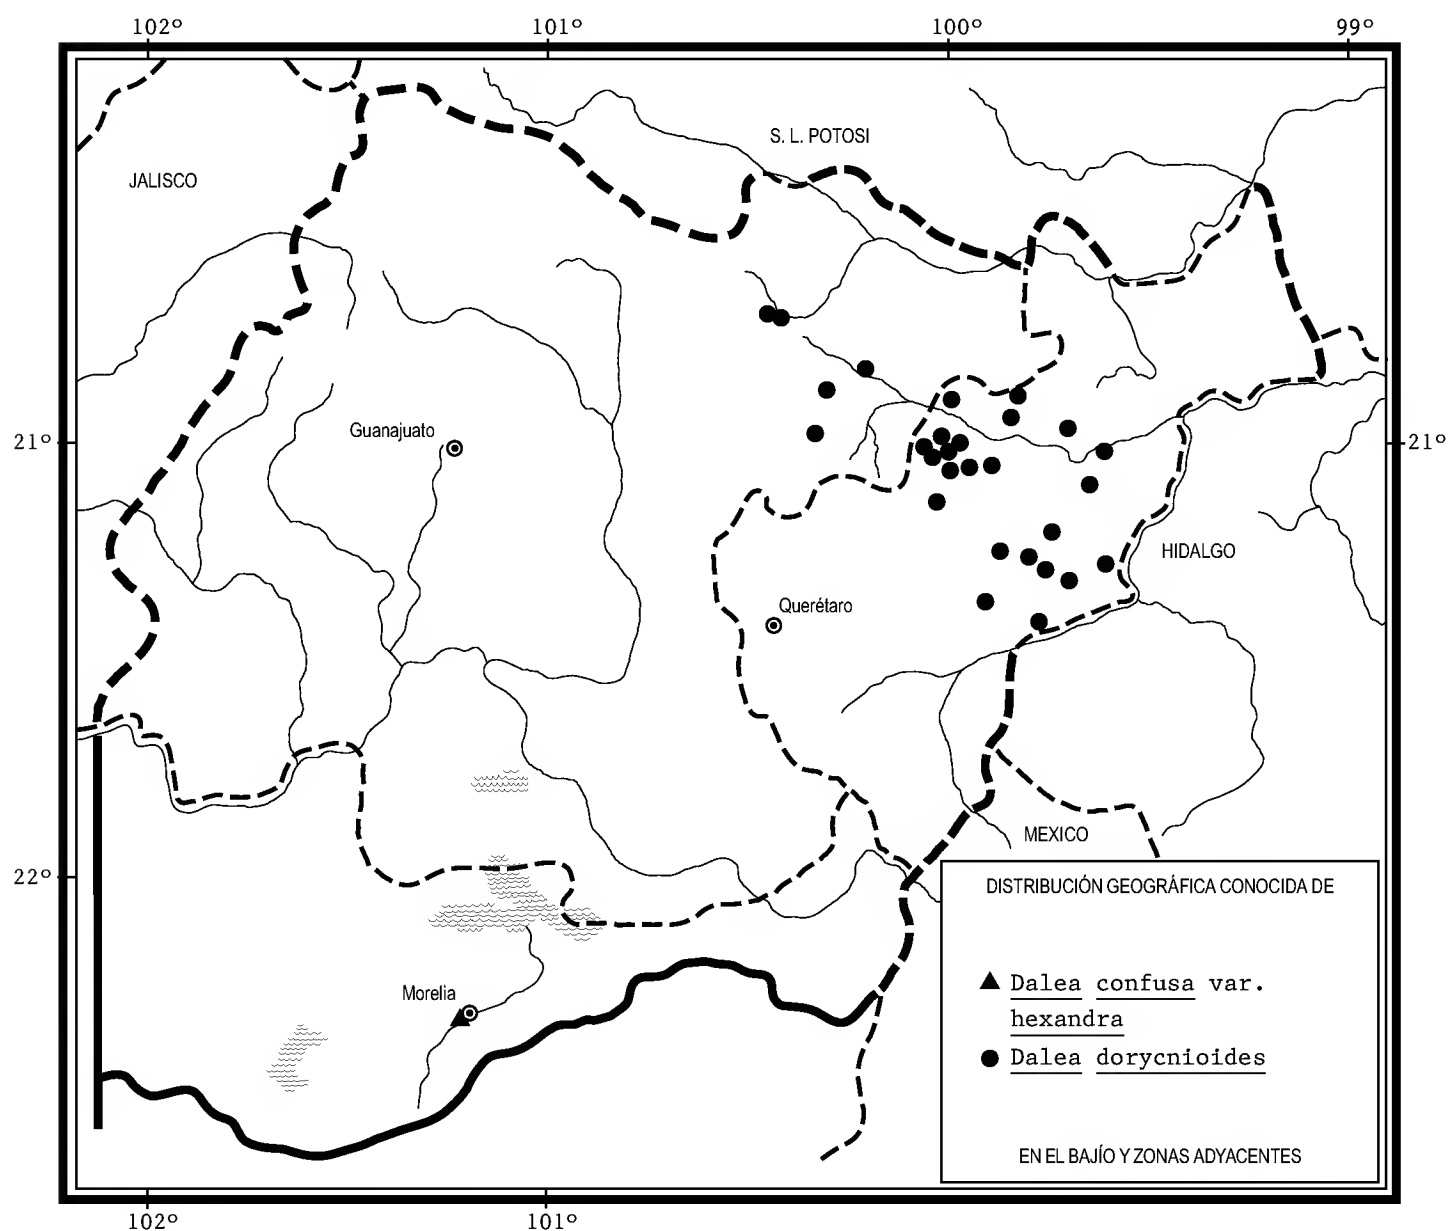 102º 101º 100º 99º
S. L. POTOSI
JALISCO
Guanajuato
21º 21º
HIDALGO
Querétaro
MEXICO
22º
DISTRIBUCIÓN GEOGRÁFICA CONOCIDA DE
Dalea confusa var.
hexandra
Dalea dorycnioides
EN EL BAJÍO Y ZONAS ADYACENTES
Morelia
102º 101º